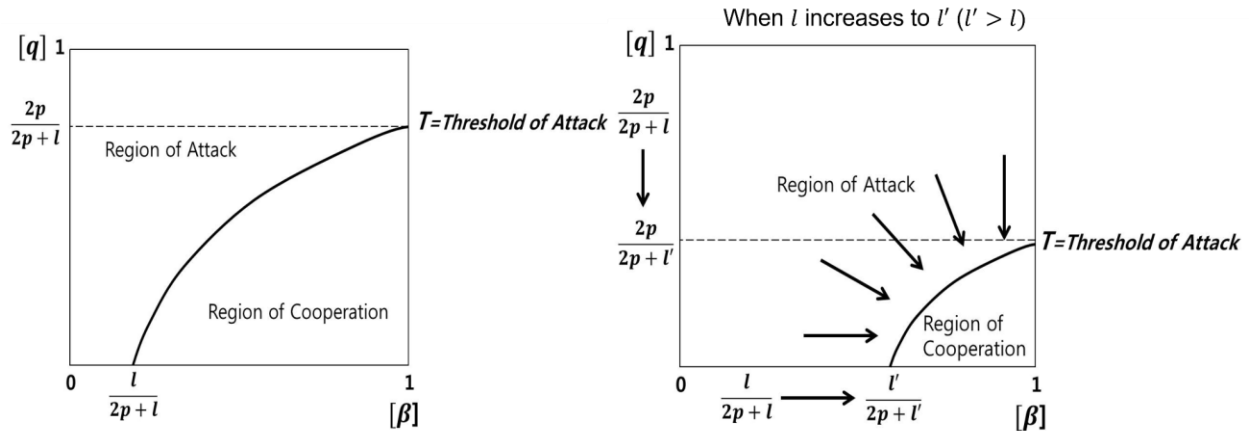 [q] 1
2p
2p + l
T=Threshold of Attack
Region of Attack
Region of Cooperation
0
l
2p + l
1
[β]
When l increases to l′ (l′ > l)
[q] 1
2p
2p + l
Region of Attack
2p
2p + l′
T=Threshold of Attack
Region of
Cooperation
0
l
2p + l
l′
2p + l′
1
[β]